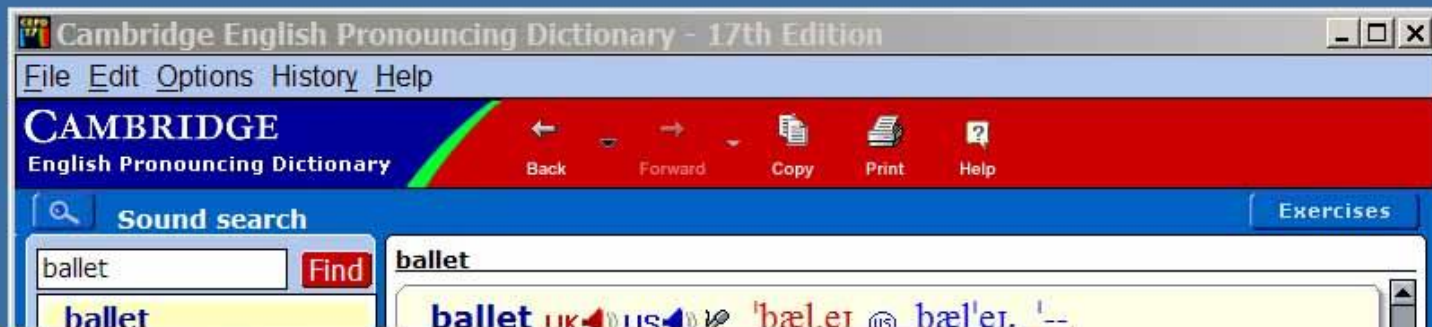 Cambridge English Pronouncing Dictionary - 17th Edition
File Edit Options History Help
CAMBRIDGE
English Pronouncing Dictionary
Back Forward Copy Print Help
Sound search
Exercises
ballet Find
ballet
ballet
ballet UK US ˈbæl.eɪ US bælˈeɪ, ˈ--,